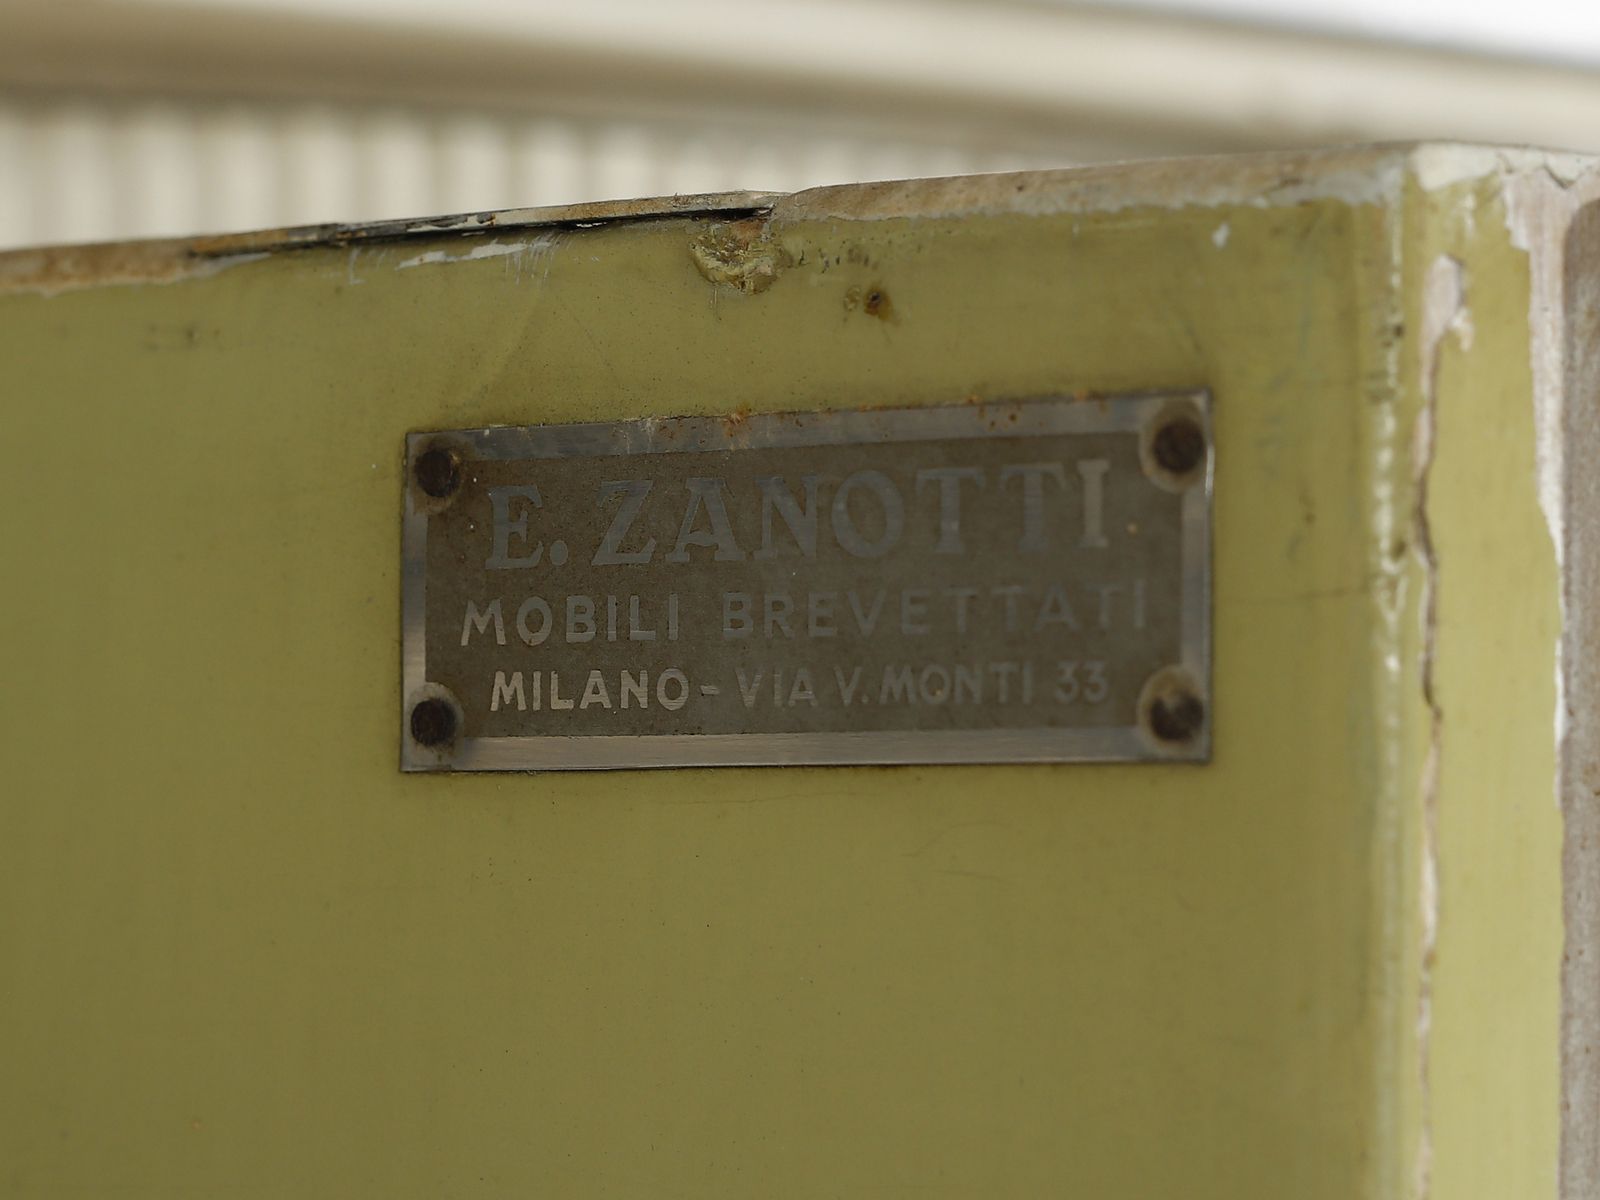 E. ZANOTTI
MOBILI BREVETTATI
MILANO - VIA V. MONTI 33